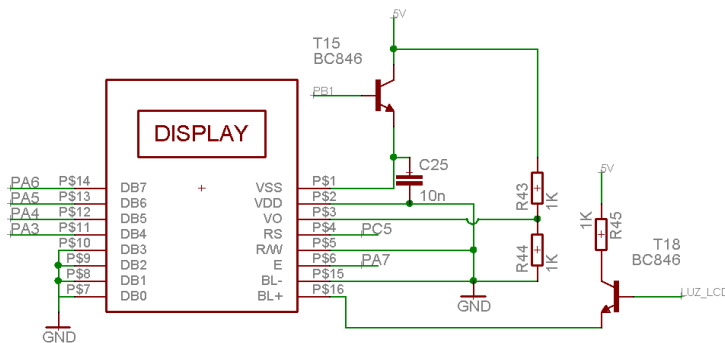 5V
T15
BC846
PB1
DISPLAY
C25
10n
PA6 P$14 DB7 VSS P$1
PA5 P$13 DB6 VDD P$2
PA4 P$12 DB5 VO P$3
PA3 P$11 DB4 RS P$4 PC5
P$10 DB3 R/W P$5
P$9 DB2 E P$6 PA7
P$8 DB1 BL- P$15
P$7 DB0 BL+ P$16
GND
GND
R43
1K
R44
1K
5V
1K
R45
T18
BC846
LUZ_LCD